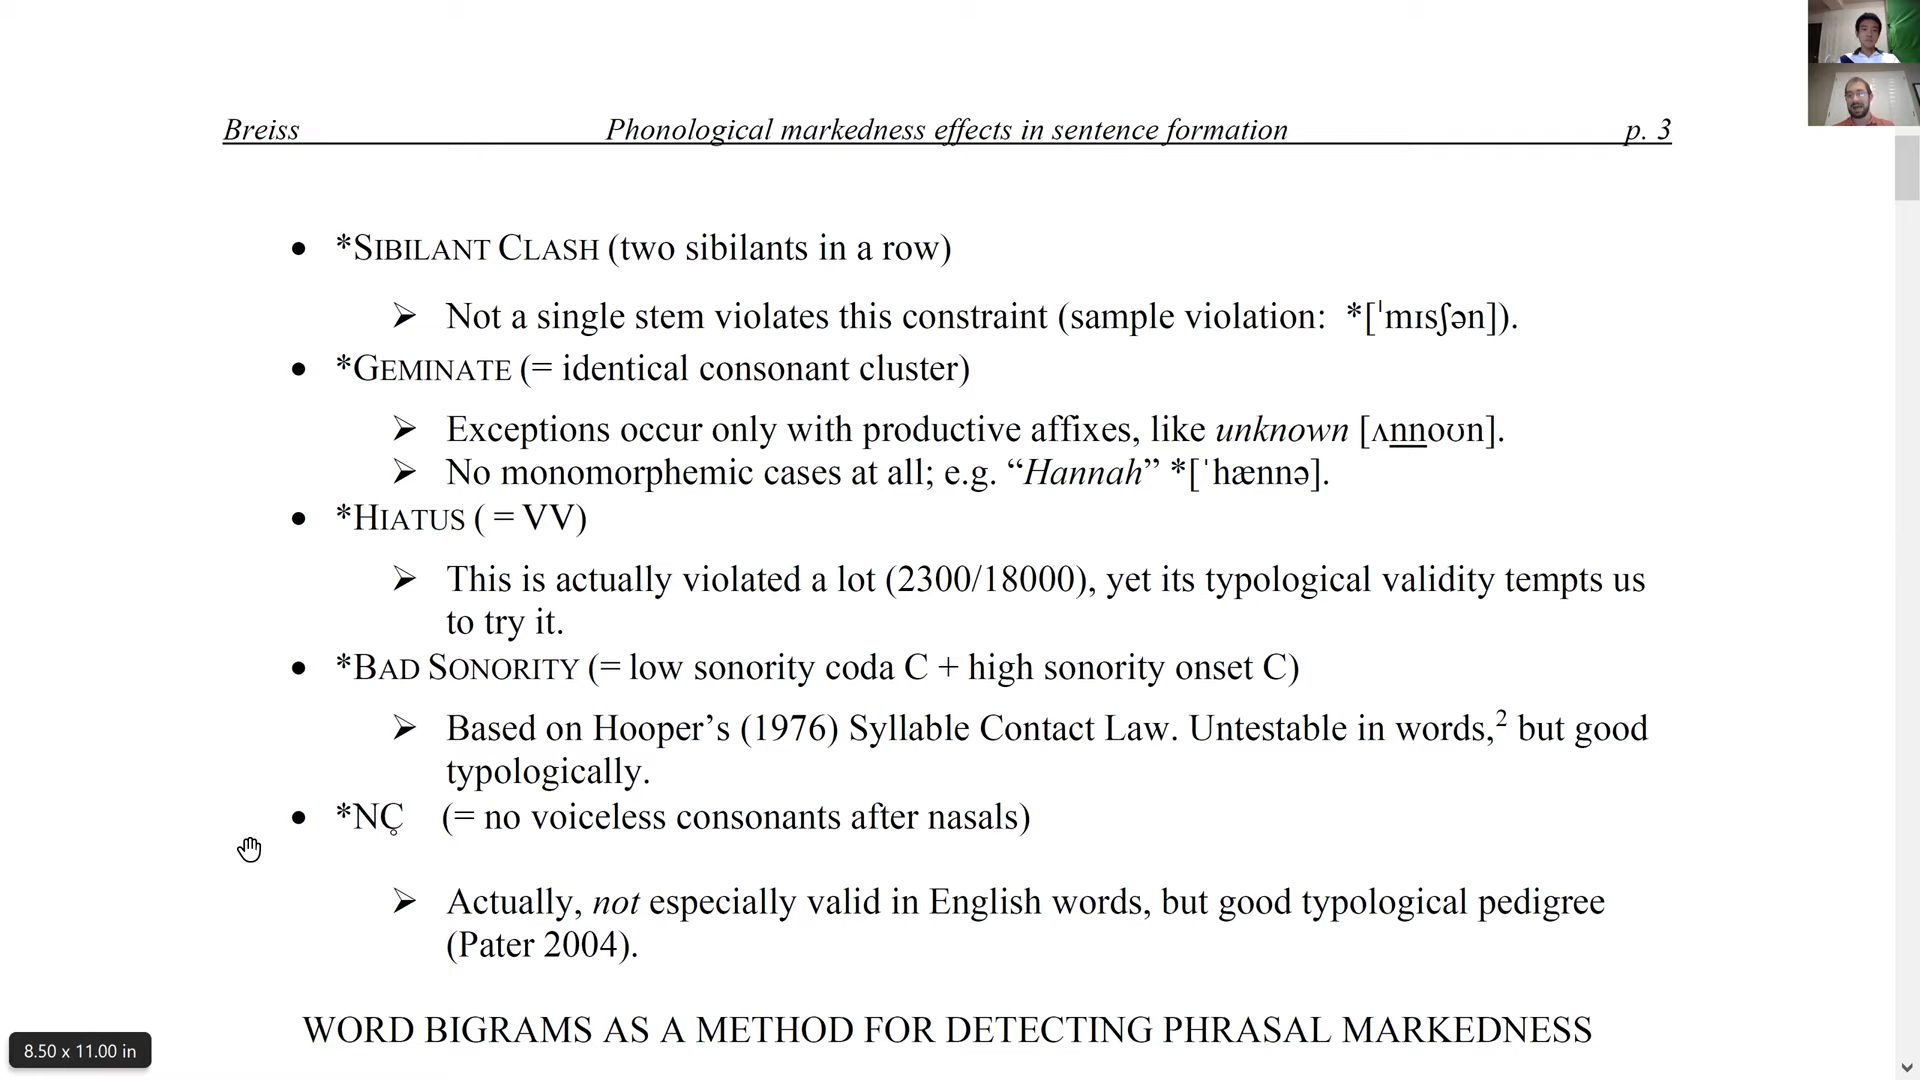 Breiss Phonological markedness effects in sentence formation p. 3
• *SIBILANT CLASH (two sibilants in a row)
➢ Not a single stem violates this constraint (sample violation: *[ˈmɪsʃən]).
• *GEMINATE (= identical consonant cluster)
➢ Exceptions occur only with productive affixes, like unknown [ʌnnoʊn].
➢ No monomorphemic cases at all; e.g. “Hannah” *[ˈhænnə].
• *HIATUS ( = VV)
➢ This is actually violated a lot (2300/18000), yet its typological validity tempts us
to try it.
• *BAD SONORITY (= low sonority coda C + high sonority onset C)
➢ Based on Hooper’s (1976) Syllable Contact Law. Untestable in words,² but good
typologically.
• *NC̥ (= no voiceless consonants after nasals)
➢ Actually, not especially valid in English words, but good typological pedigree
(Pater 2004).
WORD BIGRAMS AS A METHOD FOR DETECTING PHRASAL MARKEDNESS
8.50 x 11.00 in